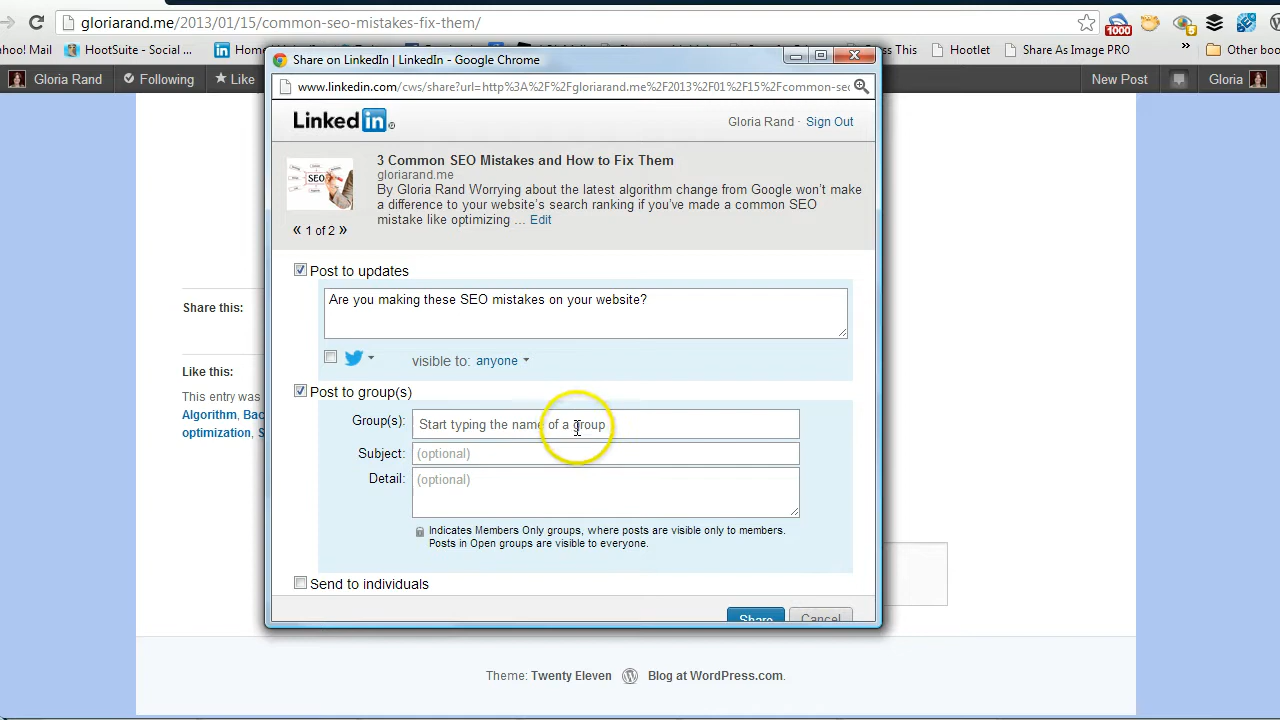 gloriarand.me/2013/01/15/common-seo-mistakes-fix-them/
1000
5
ahoo! Mail HootSuite - Social ... Hom
ess This Hootlet Share As Image PRO » Other boo
Gloria Rand Following Like New Post Gloria
Share on LinkedIn | LinkedIn - Google Chrome
www.linkedin.com/cws/share?url=http%3A%2F%2Fgloriarand.me%2F2013%2F01%2F15%2Fcommon-seo
Linked in ® Gloria Rand · Sign Out
3 Common SEO Mistakes and How to Fix Them
gloriarand.me
By Gloria Rand Worrying about the latest algorithm change from Google won't make
a difference to your website's search ranking if you've made a common SEO
mistake like optimizing ... Edit
SEO
« 1 of 2 »
Post to updates
Are you making these SEO mistakes on your website?
visible to: anyone
Post to group(s)
Group(s): Start typing the name of a group
Subject: (optional)
Detail: (optional)
Indicates Members Only groups, where posts are visible only to members.
Posts in Open groups are visible to everyone.
Send to individuals
Share Cancel
Share this:
Like this:
This entry wa
Algorithm, Bac
optimization, S
Theme: Twenty Eleven Blog at WordPress.com.